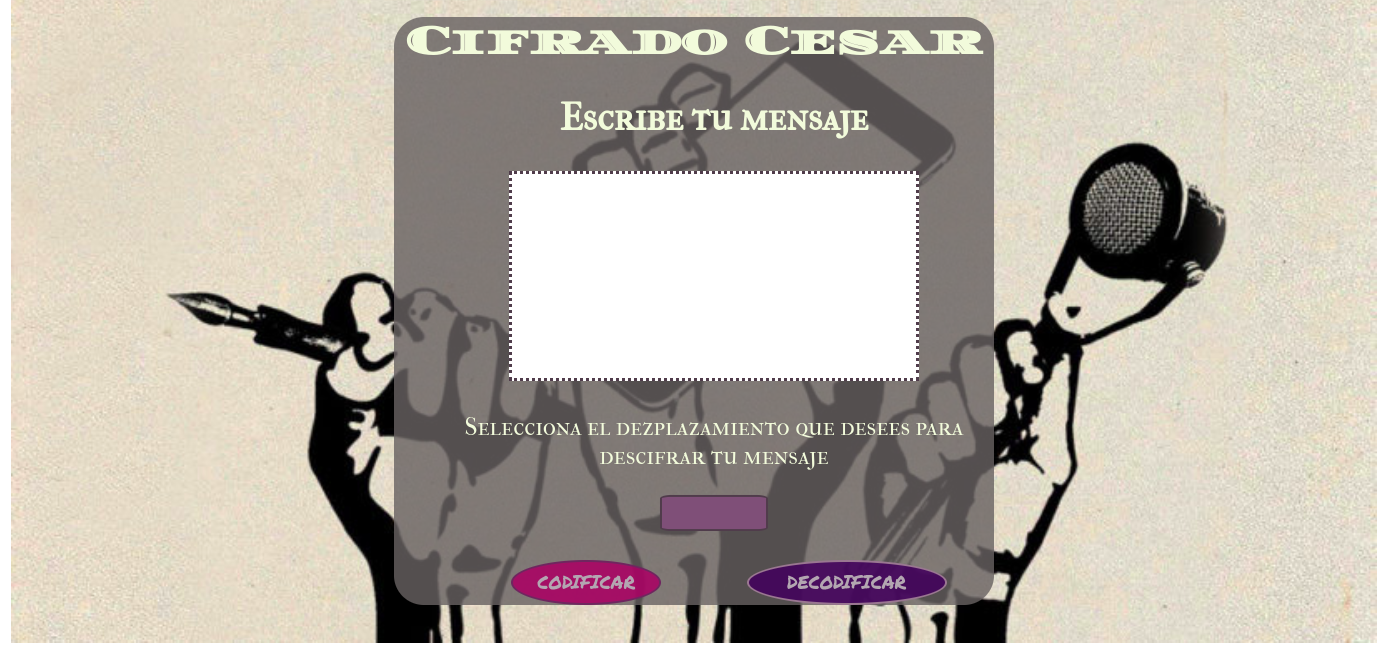 Cifrado Cesar
Escribe tu mensaje
Selecciona el dezplazamiento que desees para
descifrar tu mensaje
CODIFICAR
DECODIFICAR